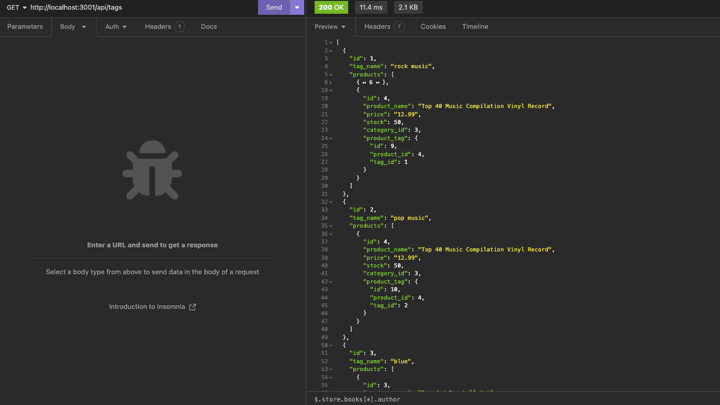 GET http://localhost:3001/api/tags
Send
200 OK
11.4 ms
2.1 KB
Parameters
Body
Auth
Headers 1
Docs
Preview
Headers 7
Cookies
Timeline
Enter a URL and send to get a response
Select a body type from above to send data in the body of a request
Introduction to Insomnia
1 [
2 {
3 "id": 1,
4 "tag_name": "rock music",
5 "products": [
6 { ↔ 6 ↔ },
18 {
19 "id": 4,
20 "product_name": "Top 40 Music Compilation Vinyl Record",
21 "price": "12.99",
22 "stock": 50,
23 "category_id": 3,
24 "product_tag": {
25 "id": 9,
26 "product_id": 4,
27 "tag_id": 1
28 }
29 }
30 ]
31 },
32 {
33 "id": 2,
34 "tag_name": "pop music",
35 "products": [
36 {
37 "id": 4,
38 "product_name": "Top 40 Music Compilation Vinyl Record",
39 "price": "12.99",
40 "stock": 50,
41 "category_id": 3,
42 "product_tag": {
43 "id": 10,
44 "product_id": 4,
45 "tag_id": 2
46 }
47 }
48 ]
49 },
50 {
51 "id": 3,
52 "tag_name": "blue",
53 "products": [
54 {
55 "id": 3,
$.store.books[*].author